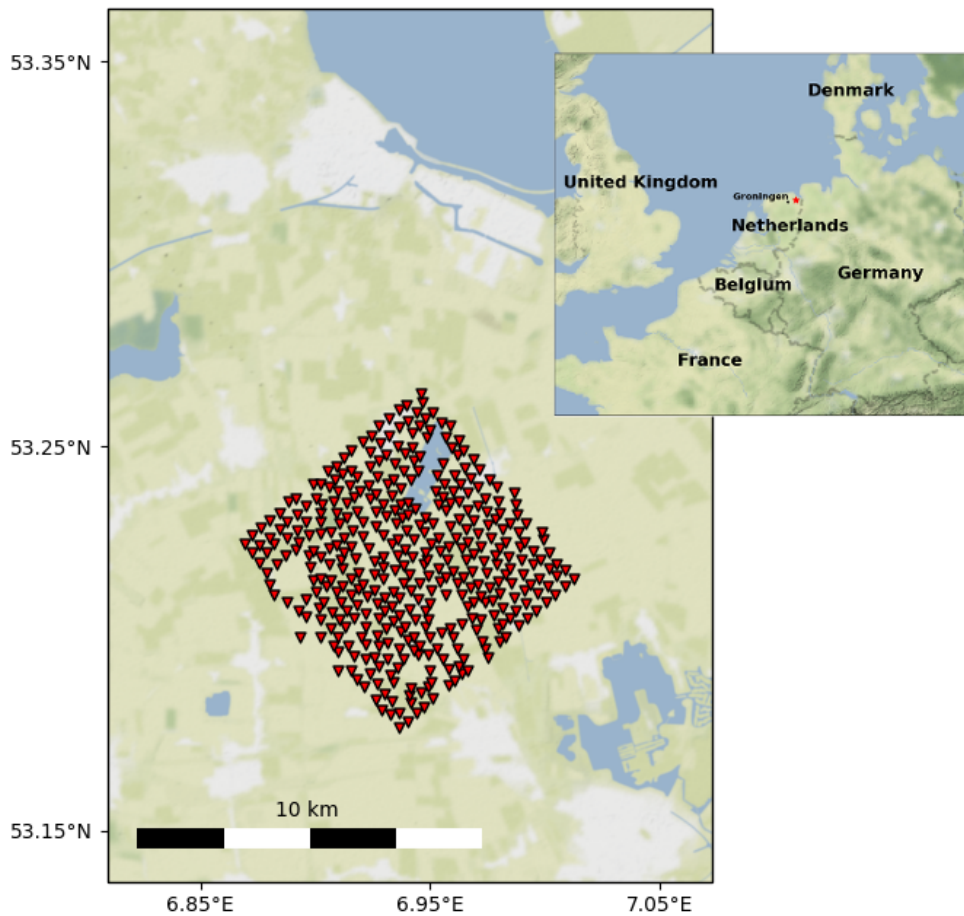 53.35°N
Denmark
United Kingdom
Groningen
Netherlands
Belgium
Germany
France
53.25°N
10 km
53.15°N
6.85°E
6.95°E
7.05°E